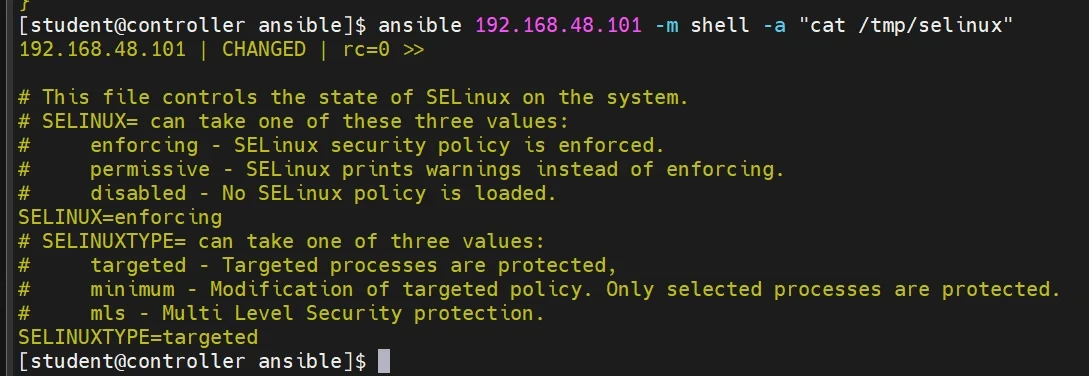 }
[student@controller ansible]$ ansible 192.168.48.101 -m shell -a "cat /tmp/selinux"
192.168.48.101 | CHANGED | rc=0 >>
# This file controls the state of SELinux on the system.
# SELINUX= can take one of these three values:
#     enforcing - SELinux security policy is enforced.
#     permissive - SELinux prints warnings instead of enforcing.
#     disabled - No SELinux policy is loaded.
SELINUX=enforcing
# SELINUXTYPE= can take one of three values:
#     targeted - Targeted processes are protected,
#     minimum - Modification of targeted policy. Only selected processes are protected.
#     mls - Multi Level Security protection.
SELINUXTYPE=targeted
[student@controller ansible]$